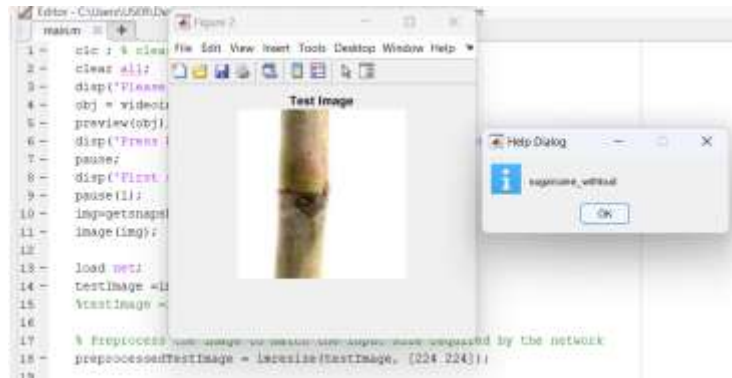 Editor - C:\Users\USER\De
main.m
+
Figure 2
File Edit View Insert Tools Desktop Window Help
Test Image
Help Dialog
OK
1 - clc ; % clea
2 - clear all;
3 - disp('Please
4 - obj = videoin
5 - preview(obj)
6 - disp('Press
7 - pause;
8 - disp('First
9 - pause(1);
10 - img=getsnapsh
11 - image(img);
12
13 - load net;
14 - testImage =im
15 %testImage =
16
17 % Preprocess the image to match the input size required by the network
18 - preprocessedTestImage = imresize(testImage, [224 224]);
19